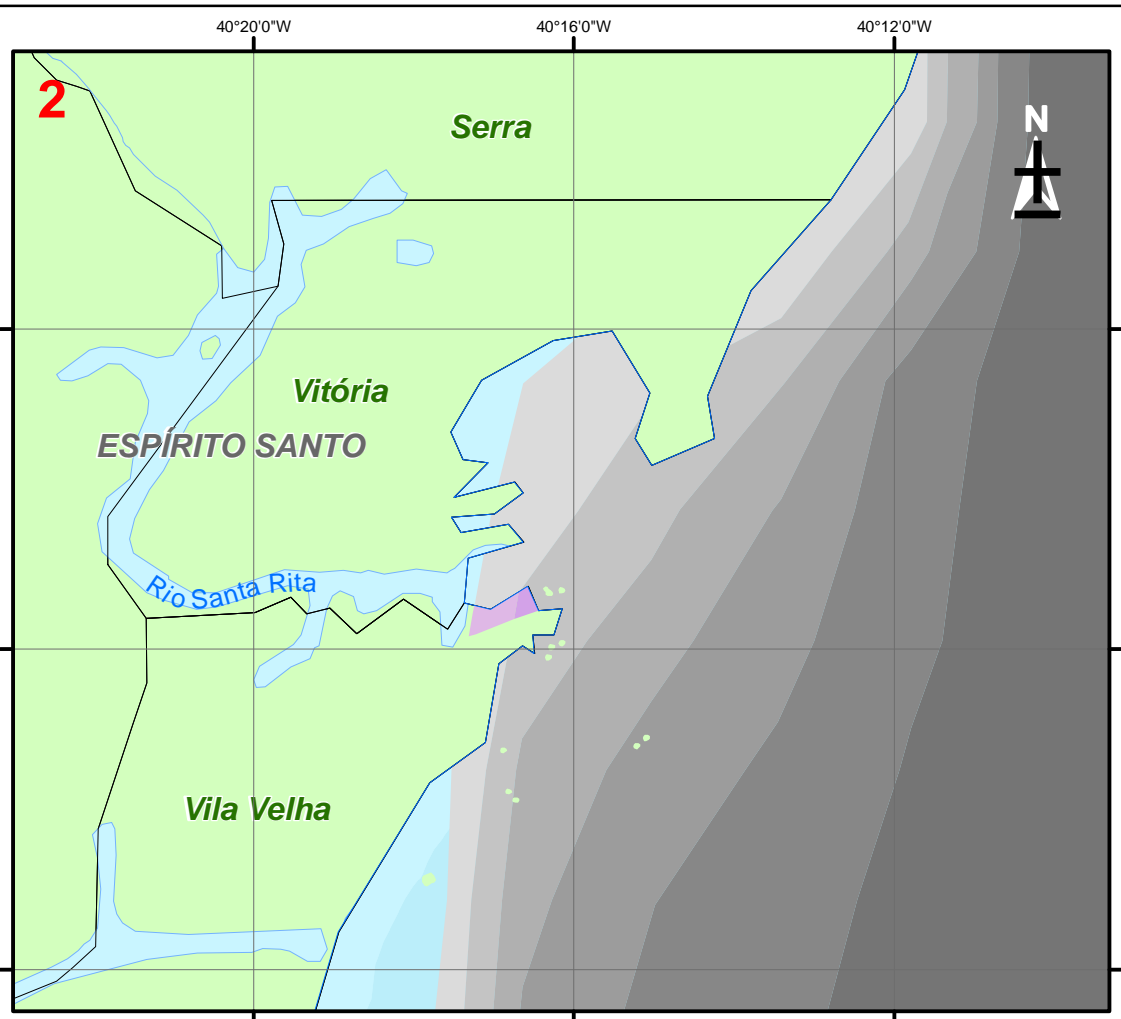 40°20'0"W
40°16'0"W
40°12'0"W
2
N
Serra
Vitória
ESPÍRITO SANTO
Rio Santa Rita
Vila Velha